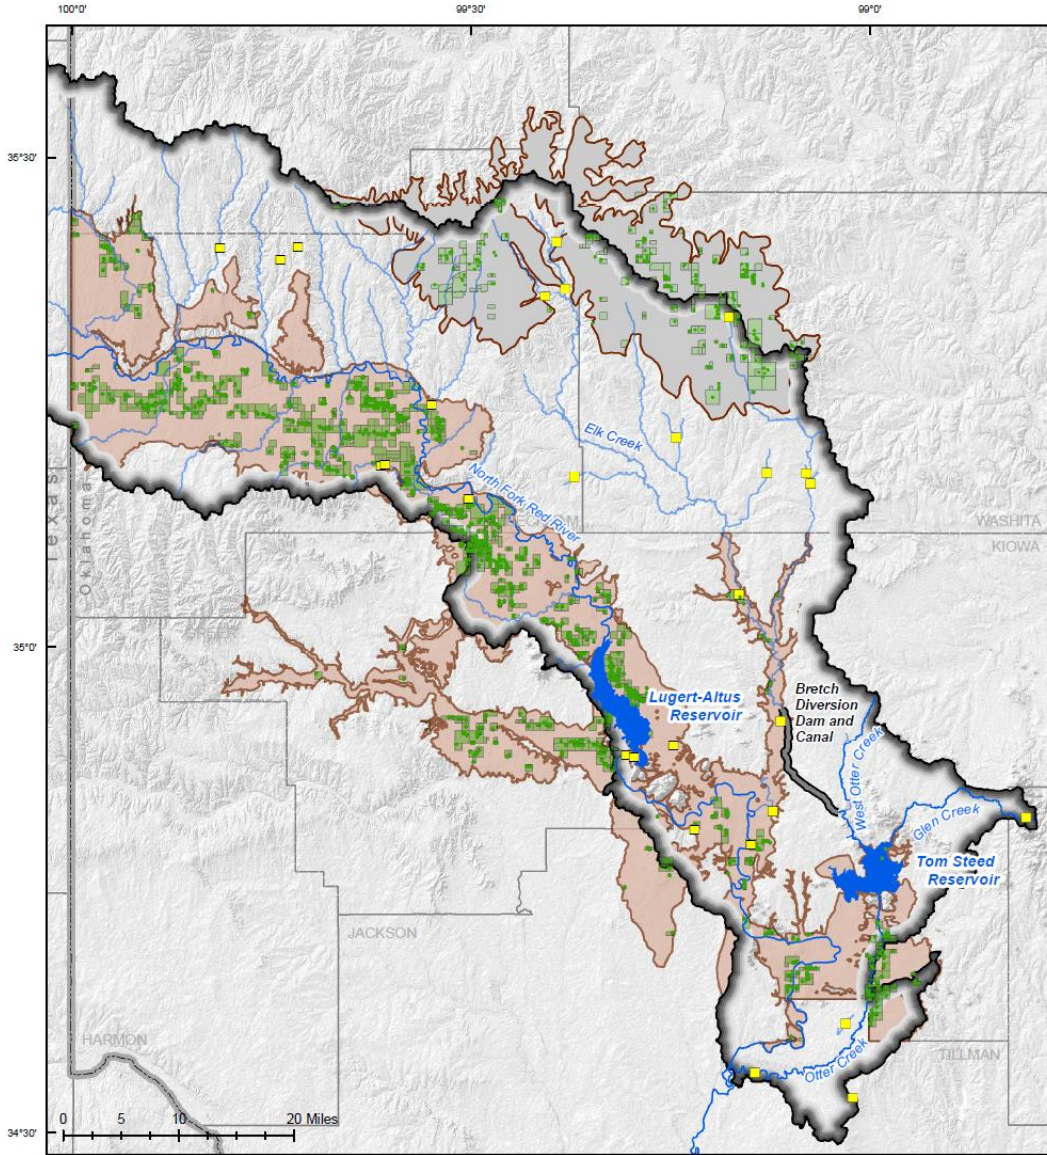 100°0'
99°30'
99°0'
35°30'
Elk Creek
North Fork Red River
Texas
Oklahoma
WASHITA
KIOWA
35°0'
GREER
Lugert-Altus
Reservoir
Bretch
Diversion
Dam and
Canal
West Otter Creek
Glen Creek
Tom Steed
Reservoir
JACKSON
HARMON
TILLMAN
Otter Creek
0 5 10 20 Miles
34°30'